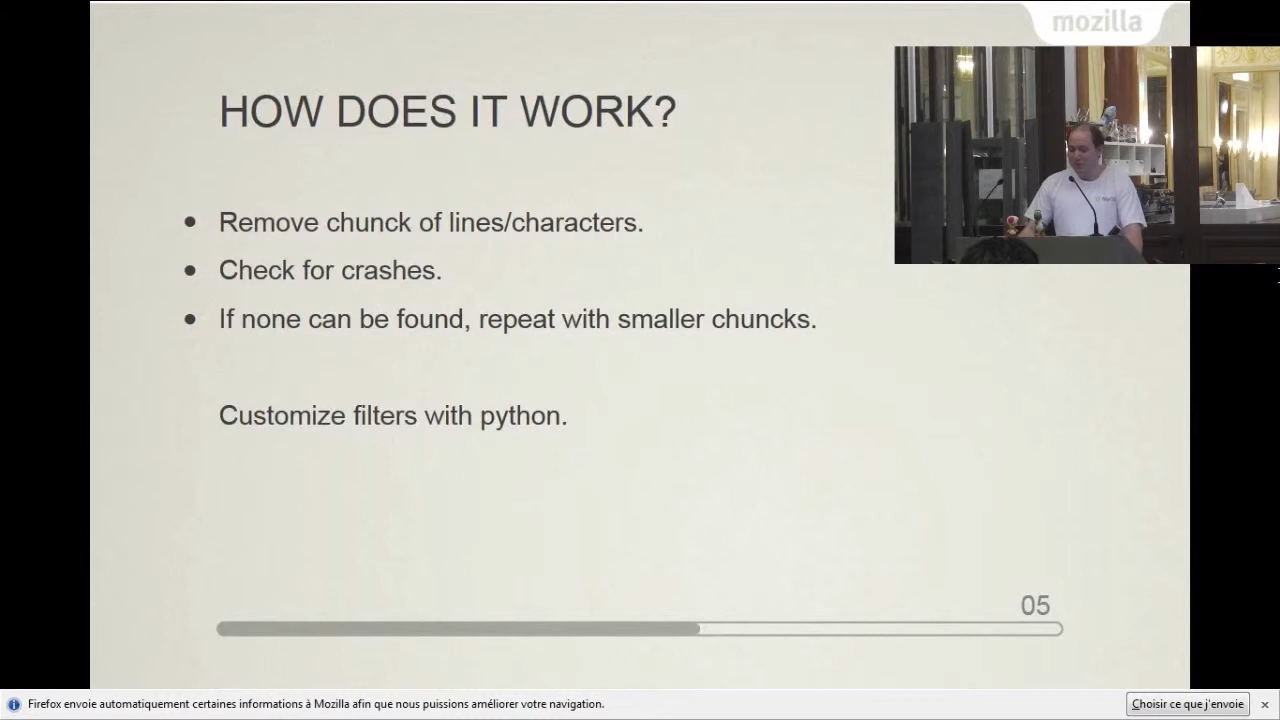 mozilla
HOW DOES IT WORK?
Remove chunck of lines/characters.
Check for crashes.
If none can be found, repeat with smaller chuncks.
Customize filters with python.
05
Firefox envoie automatiquement certaines informations à Mozilla afin que nous puissions améliorer votre navigation.
Choisir ce que j'envoie